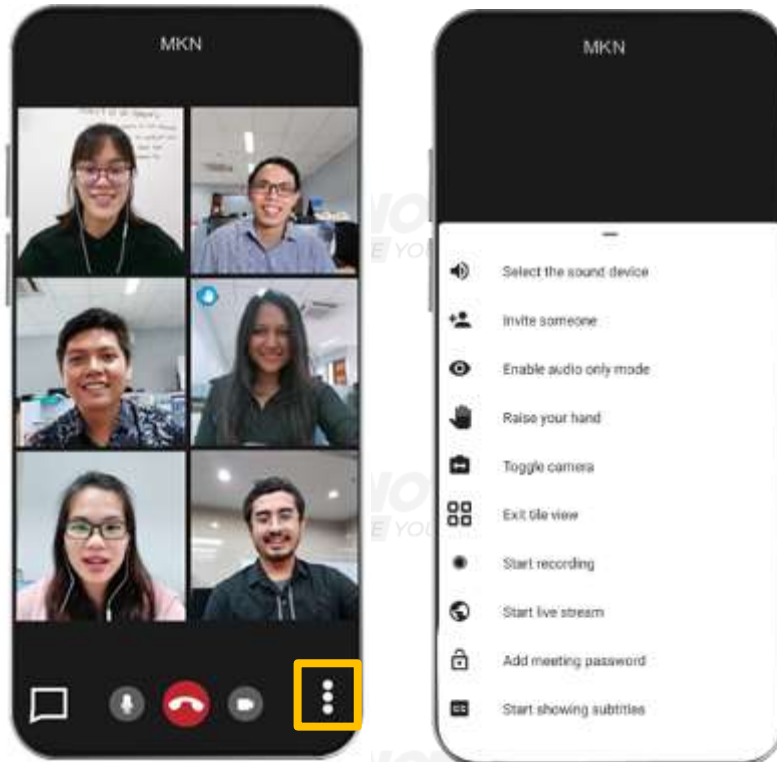 MKN
MKN
Select the sound device
Invite someone
Enable audio only mode
Raise your hand
Toggle camera
Exit tile view
Start recording
Start live stream
Add meeting password
Start showing subtitles